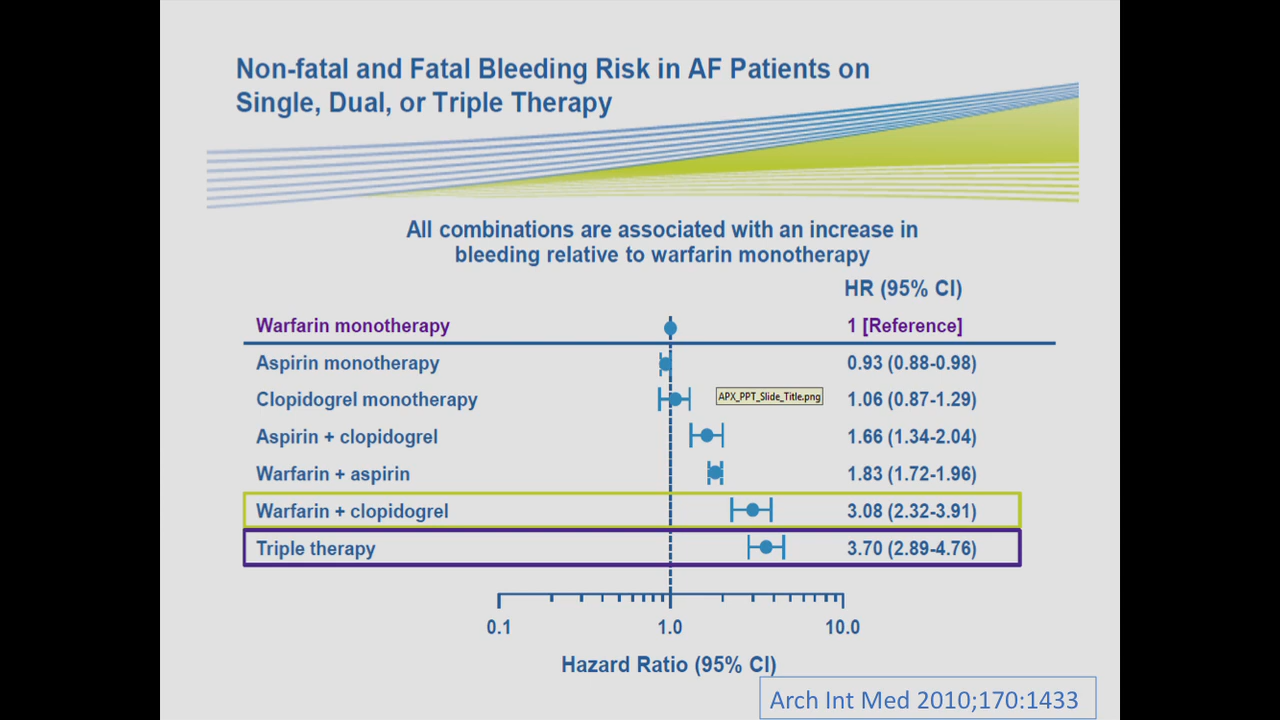 Non-fatal and Fatal Bleeding Risk in AF Patients on
Single, Dual, or Triple Therapy
All combinations are associated with an increase in
bleeding relative to warfarin monotherapy
HR (95% CI)
Warfarin monotherapy 1 [Reference]
Aspirin monotherapy 0.93 (0.88-0.98)
Clopidogrel monotherapy APX_PPT_Slide_Title.png 1.06 (0.87-1.29)
Aspirin + clopidogrel 1.66 (1.34-2.04)
Warfarin + aspirin 1.83 (1.72-1.96)
Warfarin + clopidogrel 3.08 (2.32-3.91)
Triple therapy 3.70 (2.89-4.76)
0.1 1.0 10.0
Hazard Ratio (95% CI)
Arch Int Med 2010;170:1433